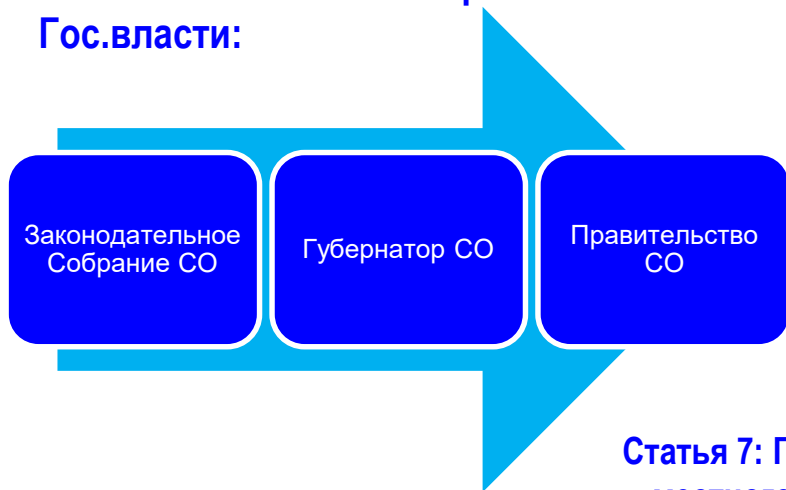 Гос.власти:
Законодательное
Собрание СО
Губернатор СО
Правительство
СО
Статья 7: